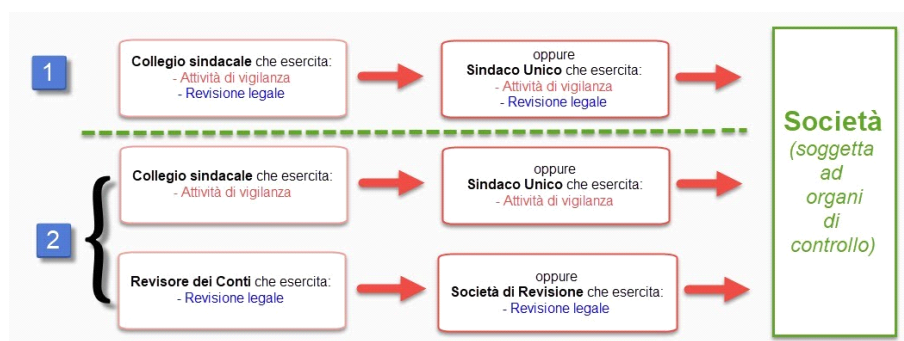 1
Collegio sindacale che esercita:
- Attività di vigilanza
- Revisione legale
oppure
Sindaco Unico che esercita:
- Attività di vigilanza
- Revisione legale
2
Collegio sindacale che esercita:
- Attività di vigilanza
oppure
Sindaco Unico che esercita:
- Attività di vigilanza
Revisore dei Conti che esercita:
- Revisione legale
oppure
Società di Revisione che esercita:
- Revisione legale
Società
(soggetta
ad
organi
di
controllo)